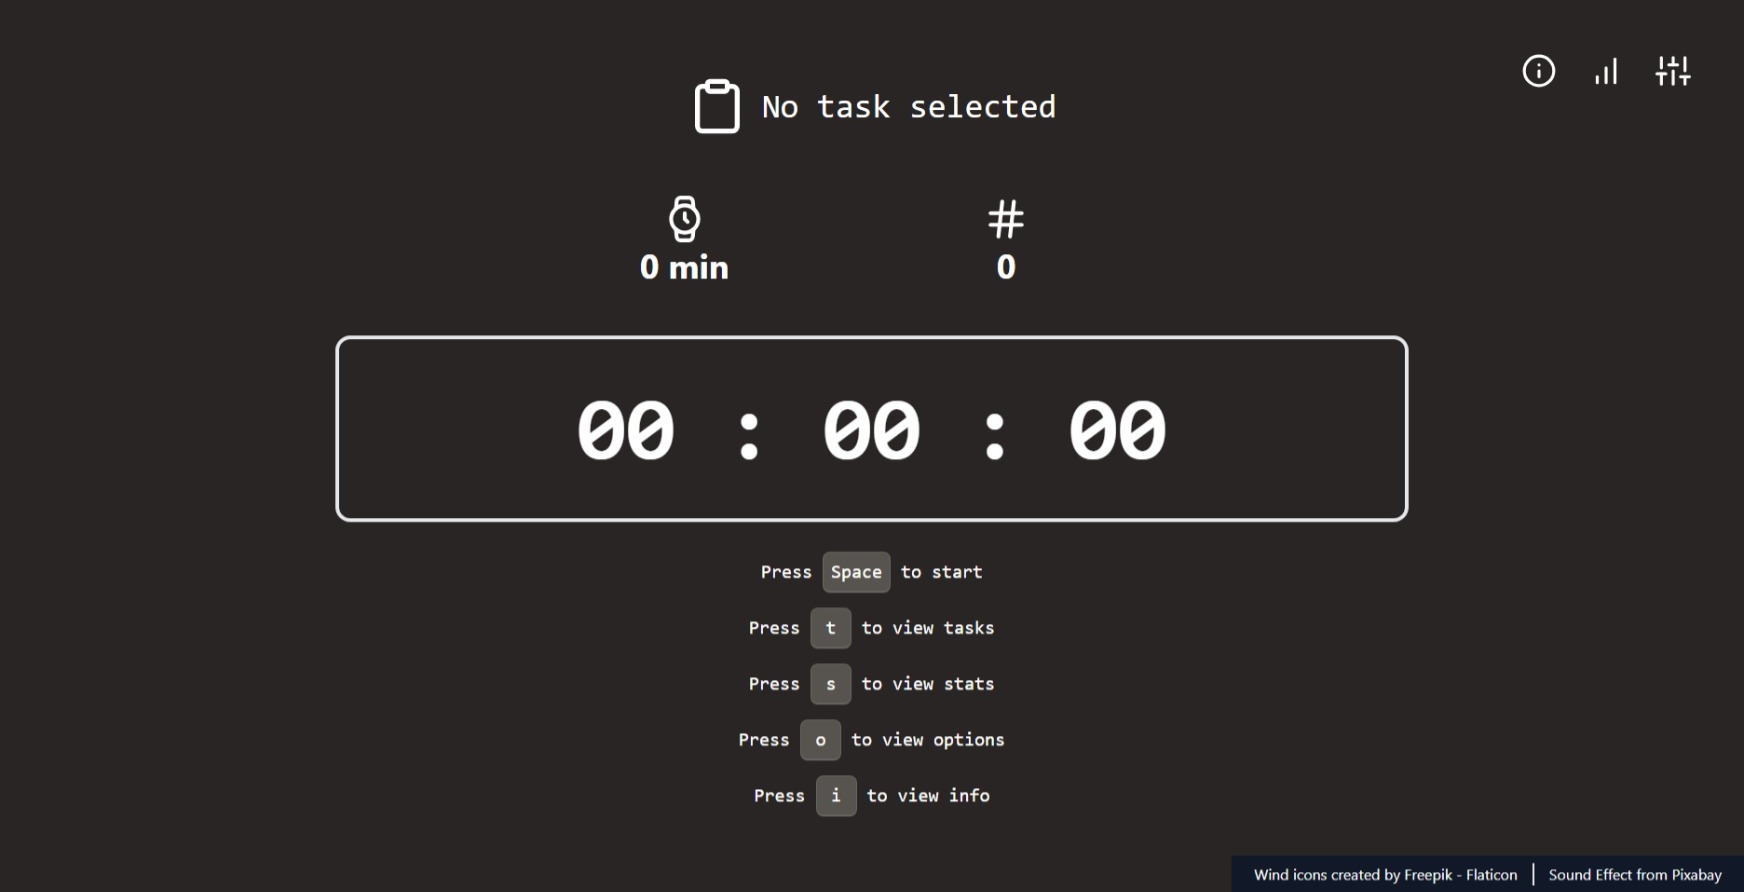 No task selected
0 min
0
00 : 00 : 00
Press Space to start
Press t to view tasks
Press s to view stats
Press o to view options
Press i to view info
Wind icons created by Freepik - Flaticon | Sound Effect from Pixabay